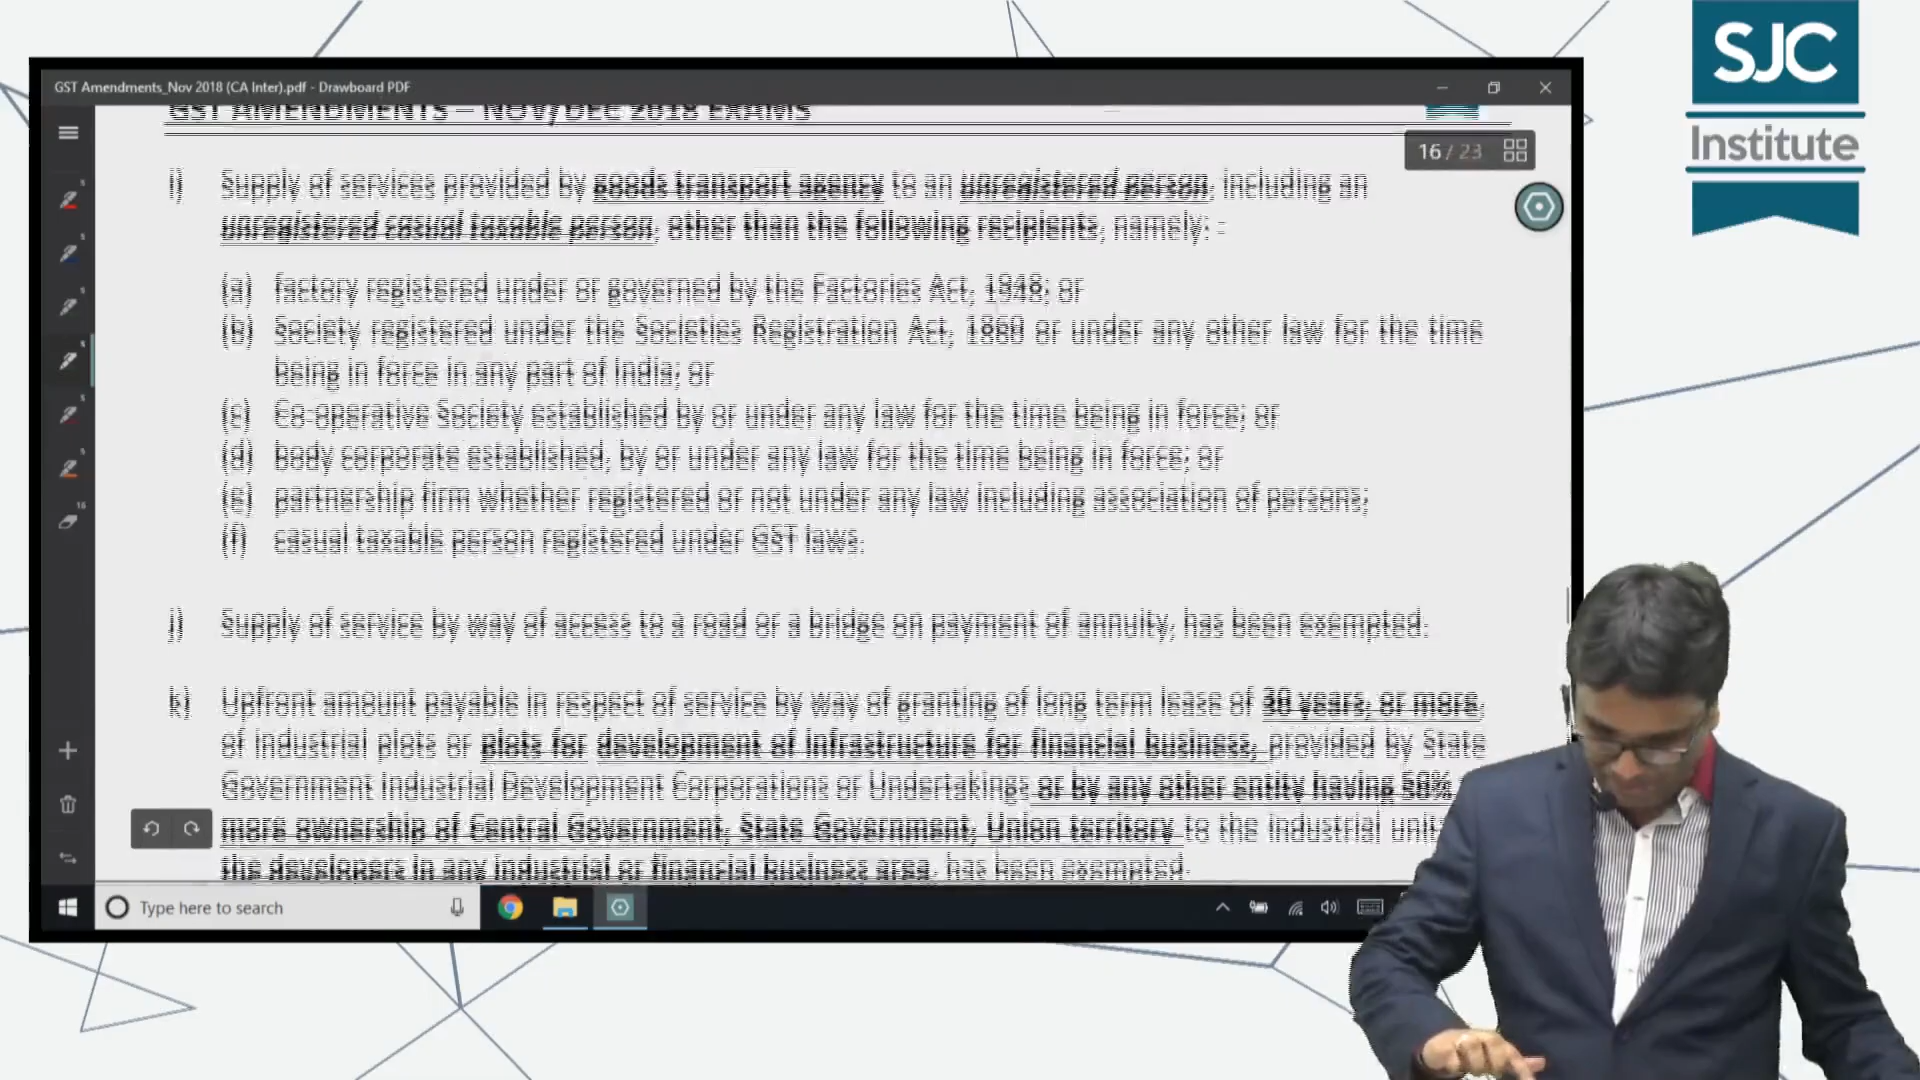 SJC
Institute
GST Amendments_Nov 2018 (CA Inter).pdf - Drawboard PDF
GST AMENDMENTS – NOV/DEC 2018 EXAMS
16 / 23
i) Supply of services provided by goods transport agency to an unregistered person, including an
unregistered casual taxable person, other than the following recipients, namely: -
(a) factory registered under or governed by the Factories Act, 1948; or
(b) Society registered under the Societies Registration Act, 1860 or under any other law for the time
being in force in any part of India; or
(c) Co-operative Society established by or under any law for the time being in force; or
(d) body corporate established, by or under any law for the time being in force; or
(e) partnership firm whether registered or not under any law including association of persons;
(f) casual taxable person registered under GST laws.
j) Supply of service by way of access to a road or a bridge on payment of annuity, has been exempted.
k) Upfront amount payable in respect of service by way of granting of long term lease of 30 years, or more,
of industrial plots or plots for development of infrastructure for financial business, provided by State
Government Industrial Development Corporations or Undertakings or by any other entity having 50%
more ownership of Central Government, State Government, Union territory to the industrial
the developers in any industrial or financial business area, has been exempted.
Type here to search